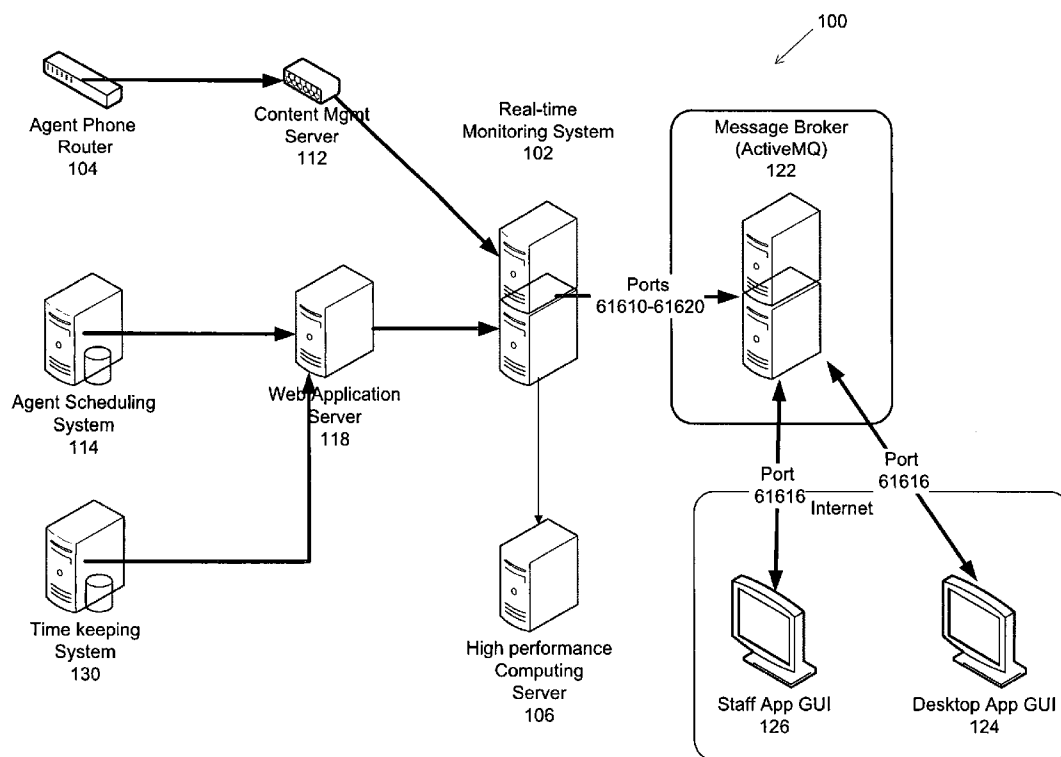 100
Agent Phone
Router
104
Content Mgmt
Server
112
Real-time
Monitoring System
102
Message Broker
(ActiveMQ)
122
Ports
61610-61620
Agent Scheduling
System
114
Web Application
Server
118
Port
61616
Port
61616
Internet
Time keeping
System
130
High performance
Computing
Server
106
Staff App GUI
126
Desktop App GUI
124